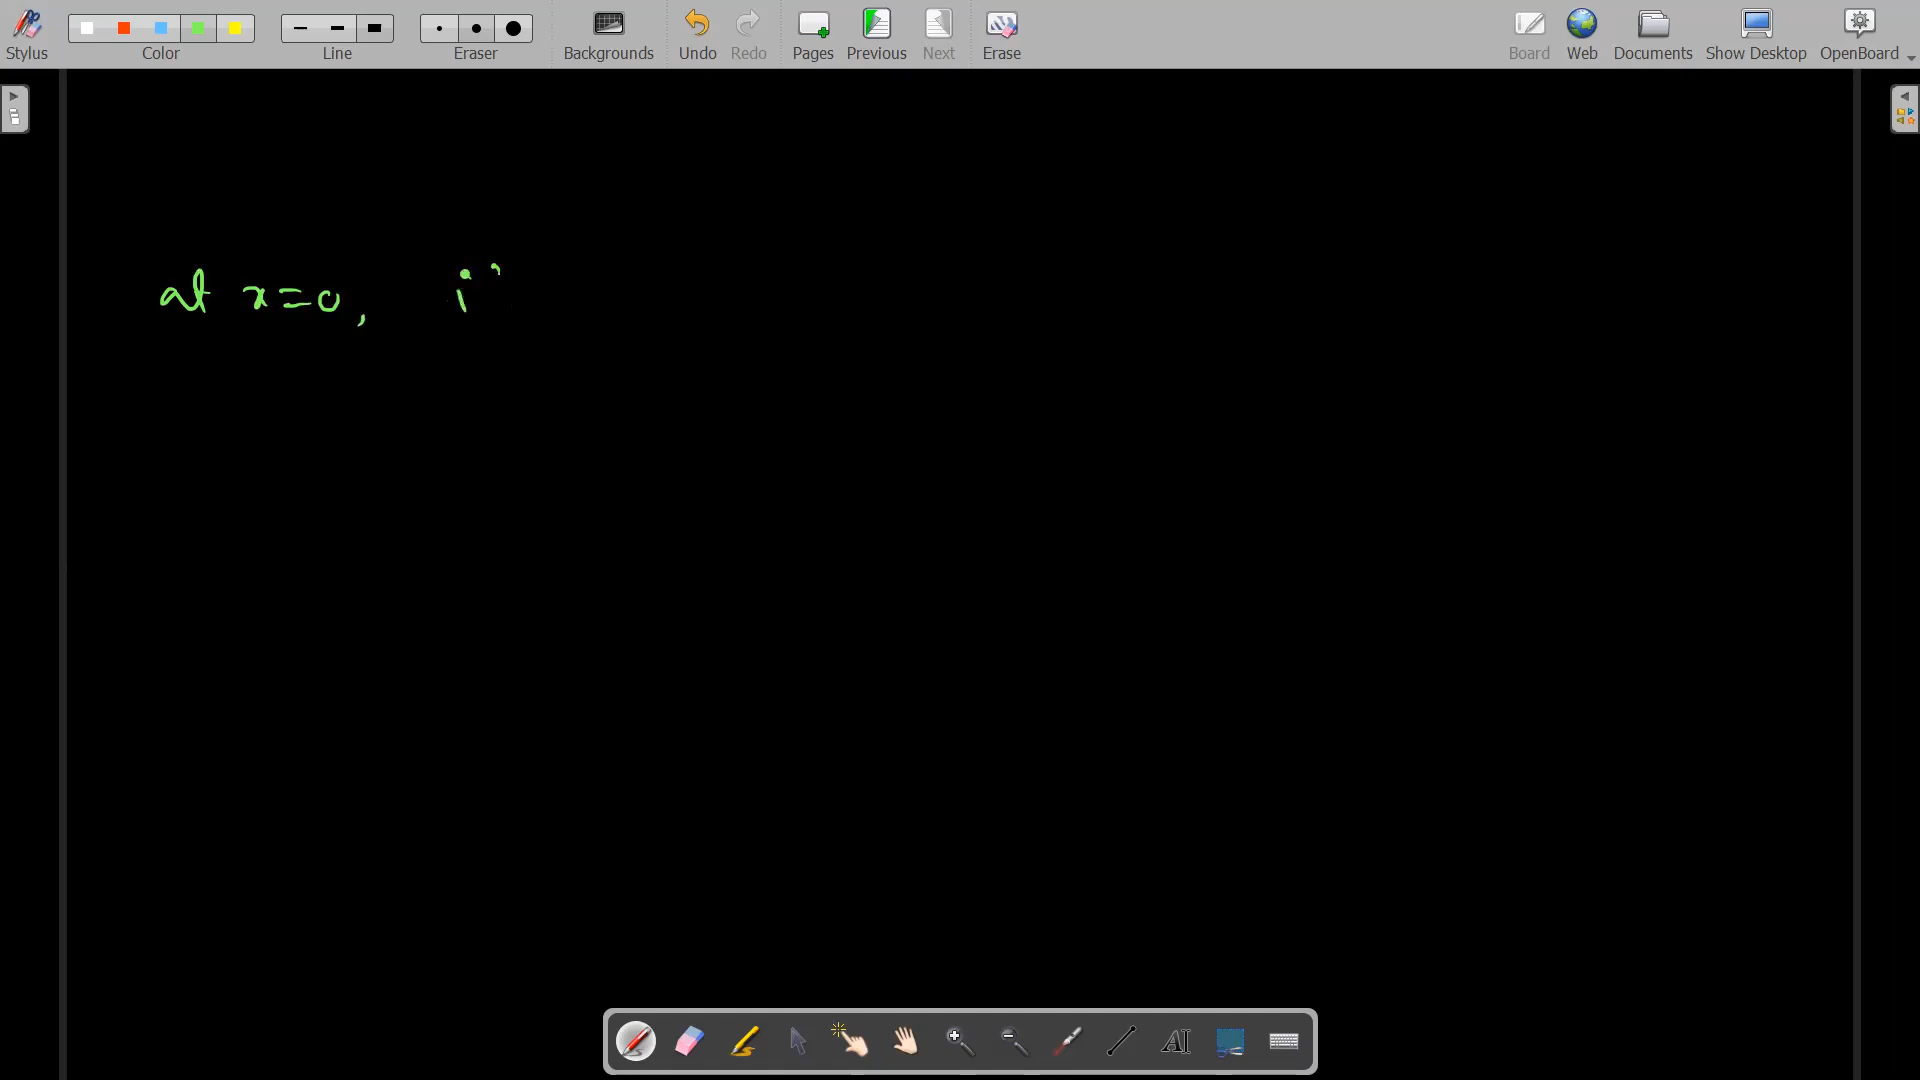 Stylus Color Line Eraser Backgrounds Undo Redo Pages Previous Next Erase Board Web Documents Show Desktop OpenBoard
at x=0, i'
AI